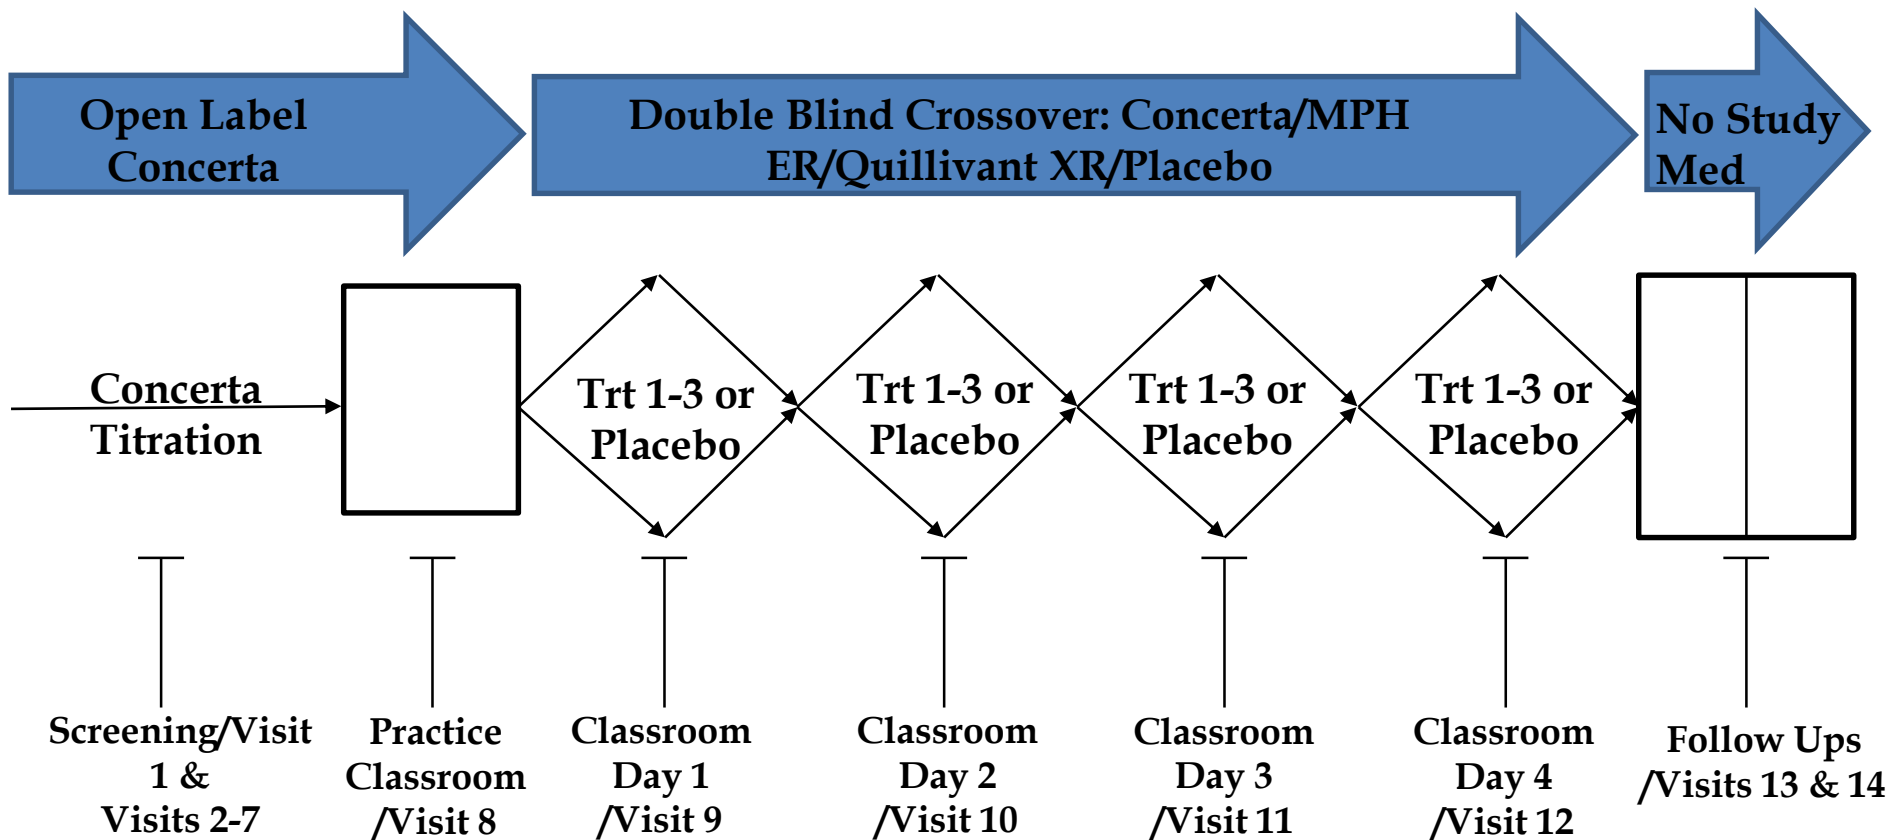 Open Label
Concerta
Double Blind Crossover: Concerta/MPH
ER/Quillivant XR/Placebo
No Study
Med
Concerta
Titration
Trt 1-3 or
Placebo
Trt 1-3 or
Placebo
Trt 1-3 or
Placebo
Trt 1-3 or
Placebo
Screening/Visit
1 &
Visits 2-7
Practice
Classroom
/Visit 8
Classroom
Day 1
/Visit 9
Classroom
Day 2
/Visit 10
Classroom
Day 3
/Visit 11
Classroom
Day 4
/Visit 12
Follow Ups
/Visits 13 & 14